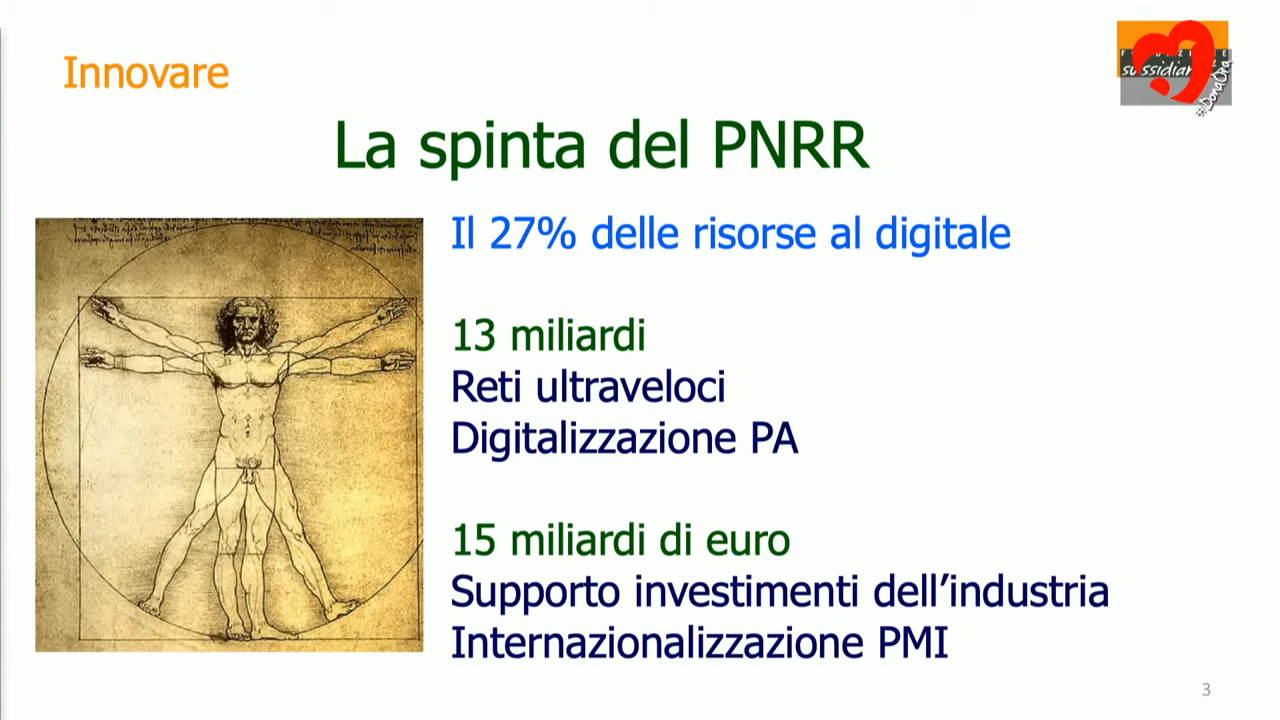 Innovare
La spinta del PNRR
Il 27% delle risorse al digitale
13 miliardi
Reti ultraveloci
Digitalizzazione PA
15 miliardi di euro
Supporto investimenti dell’industria
Internazionalizzazione PMI
#DonaOra
3